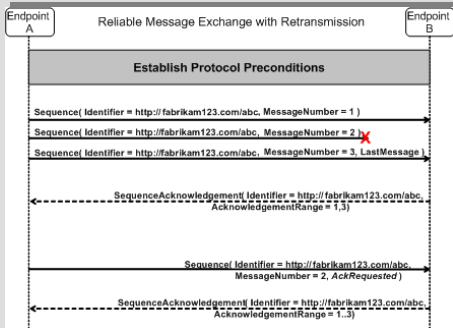 Endpoint
A
Reliable Message Exchange with Retransmission
Endpoint
B
Establish Protocol Preconditions
Sequence( Identifier = http://fabrikam123.com/abc, MessageNumber = 1 )
Sequence( Identifier = http://fabrikam123.com/abc, MessageNumber = 2 )
X
Sequence( Identifier = http://fabrikam123.com/abc, MessageNumber = 3, LastMessage )
SequenceAcknowledgement( Identifier = http://fabrikam123.com/abc,
AcknowledgementRange = 1,3)
Sequence( Identifier = http://fabrikam123.com/abc,
MessageNumber = 2, AckRequested )
SequenceAcknowledgement( Identifier = http://fabrikam123.com/abc,
AcknowledgementRange = 1..3)